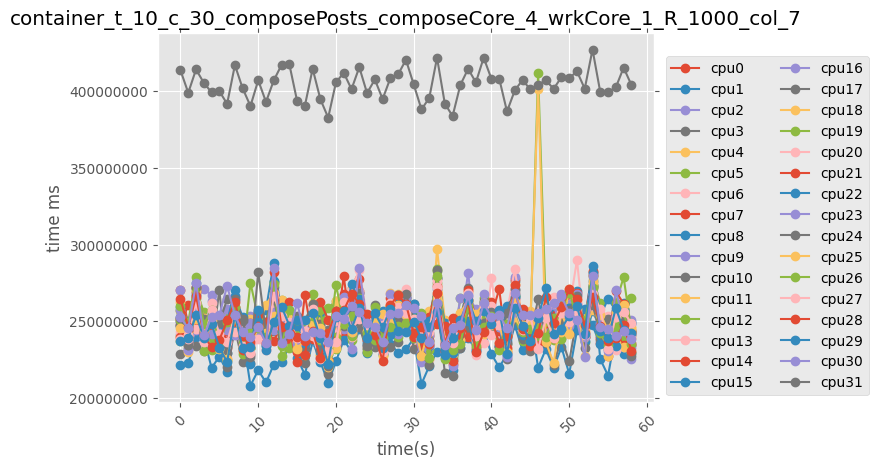 container_t_10_c_30_composePosts_composeCore_4_wrkCore_1_R_1000_col_7
time ms
400000000
350000000
300000000
250000000
200000000
0
10
20
30
40
50
60
time(s)
cpu0
cpu1
cpu2
cpu3
cpu4
cpu5
cpu6
cpu7
cpu8
cpu9
cpu10
cpu11
cpu12
cpu13
cpu14
cpu15
cpu16
cpu17
cpu18
cpu19
cpu20
cpu21
cpu22
cpu23
cpu24
cpu25
cpu26
cpu27
cpu28
cpu29
cpu30
cpu31